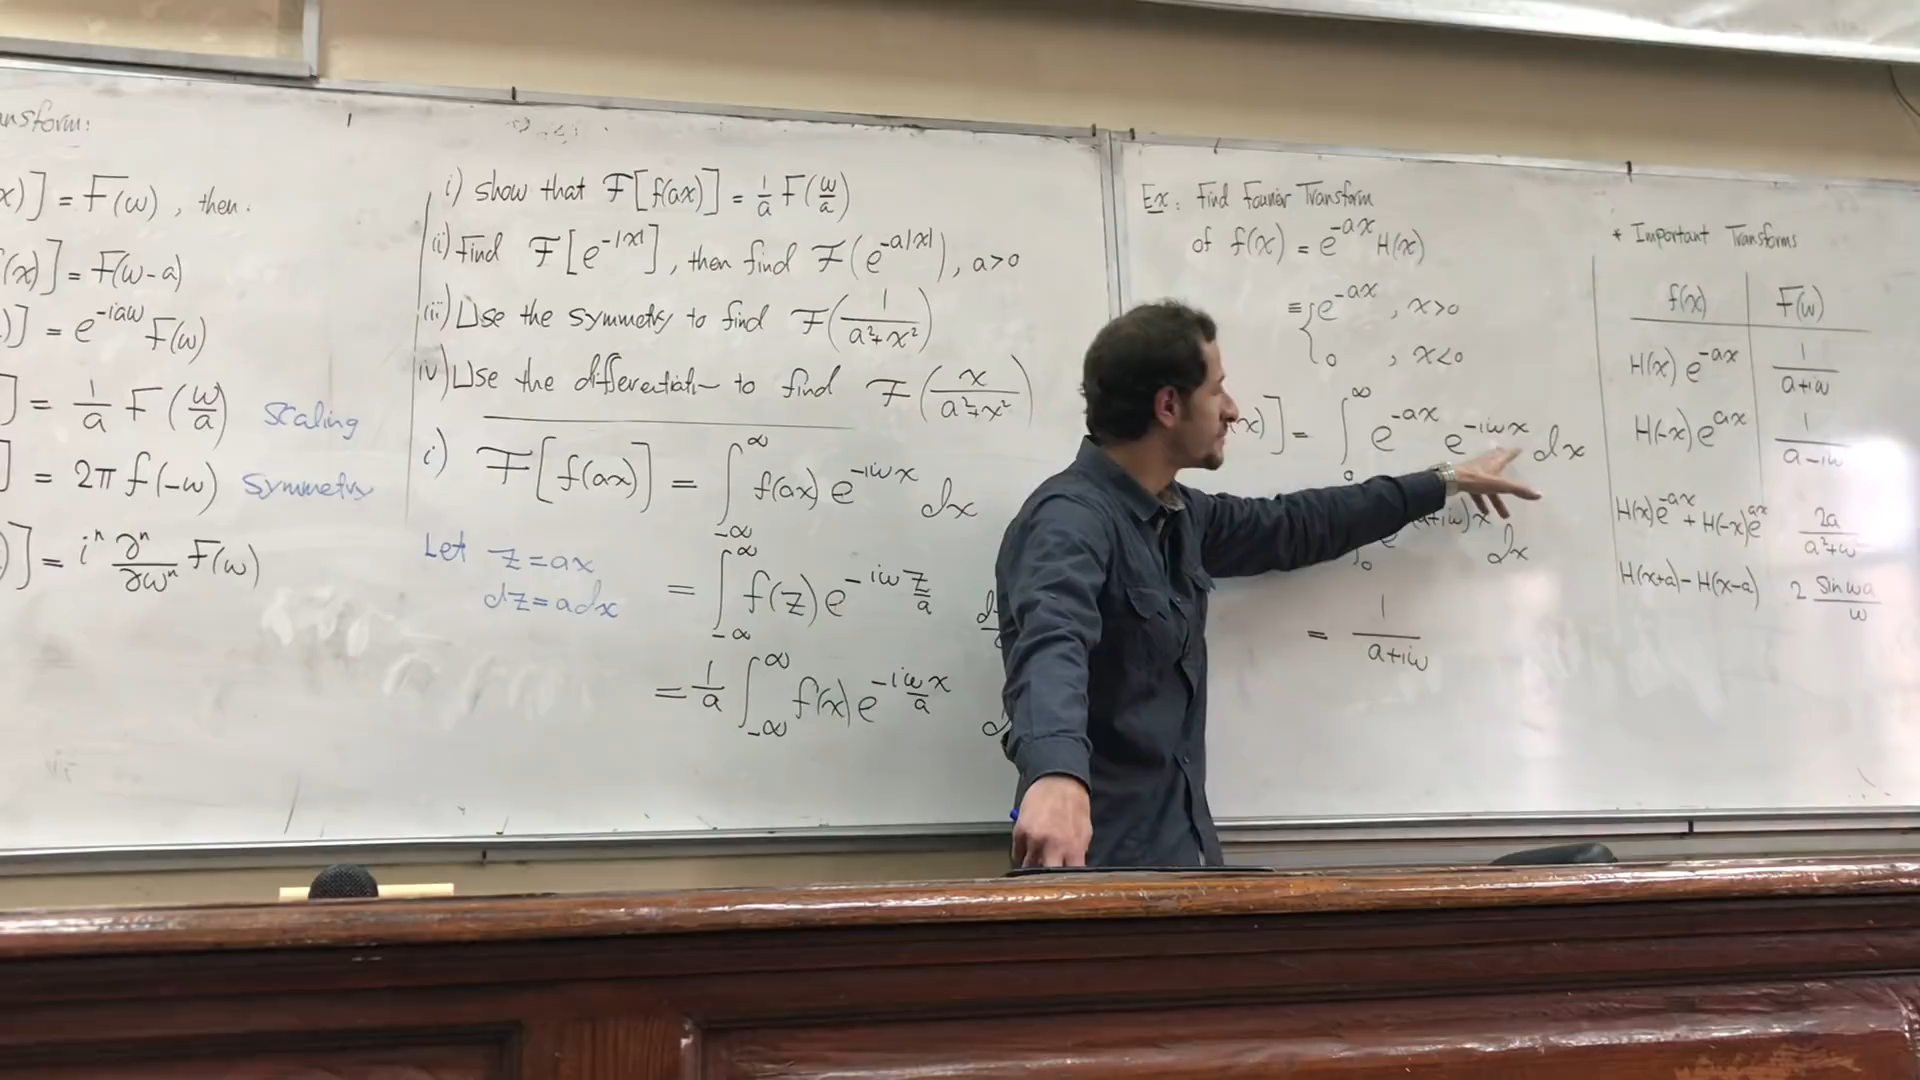 ansform:
x)] = F(ω), then.
(x)] = F(ω-a)
)] = e^{-iaω} F(ω)
] = 1/a F(ω/a) Scaling
] = 2π f(-ω) Symmetry
)] = i^n ∂^n/∂ω^n F(ω)
i) show that F[f(ax)] = 1/a F(ω/a)
ii) Find F[e^{-|x|}], then find F(e^{-a|x|}), a>0
iii) Use the symmetry to find F(1/(a²+x²))
iv) Use the differentiation to find F(x/(a²+x²))
i) F[f(ax)] = ∫_{-∞}^{∞} f(ax) e^{-iωx} dx
Let z=ax
dz=adx
= ∫_{-∞}^{∞} f(z) e^{-iω z/a}
= 1/a ∫_{-∞}^{∞} f(x) e^{-i ω/a x}
Ex: Find Fourier Transform
of f(x) = e^{-ax} H(x)
≡ { e^{-ax}, x>0
0, x<0
x)] = ∫_0^∞ e^{-ax} e^{-iωx} dx
(a+iω)x dx
= 1/(a+iω)
* Important Transforms
f(x) F(ω)
H(x) e^{-ax} 1/(a+iω)
H(-x) e^{ax} 1/(a-iω)
H(x)e^{-ax} + H(-x)e^{ax} 2a/(a²+ω²)
H(x+a) - H(x-a) 2 sin ωa/ω